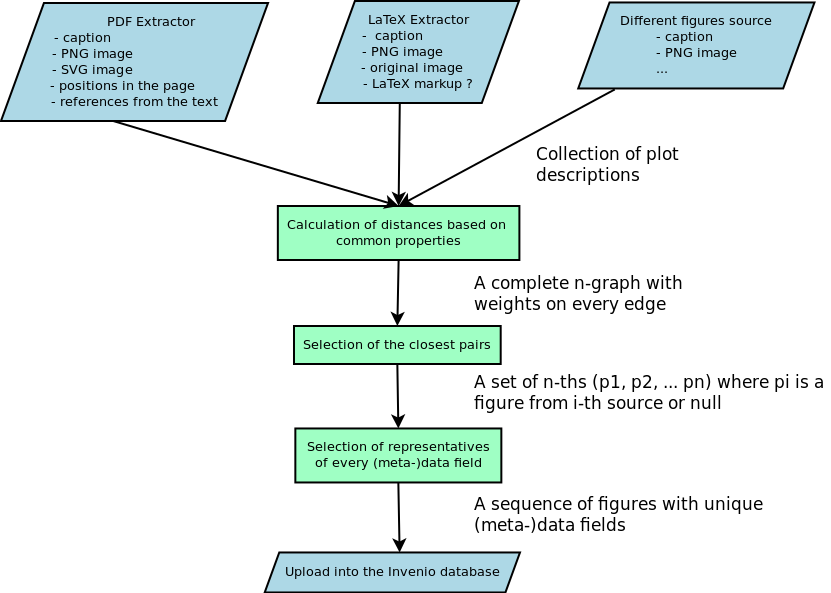 PDF Extractor
- caption
- PNG image
- SVG image
- positions in the page
- references from the text
LaTeX Extractor
- caption
- PNG image
- original image
- LaTeX markup ?
Different figures source
- caption
- PNG image
...
Collection of plot
descriptions
Calculation of distances based on
common properties
A complete n-graph with
weights on every edge
Selection of the closest pairs
A set of n-ths (p1, p2, ... pn) where pi is a
figure from i-th source or null
Selection of representatives
of every (meta-)data field
A sequence of figures with unique
(meta-)data fields
Upload into the Invenio database